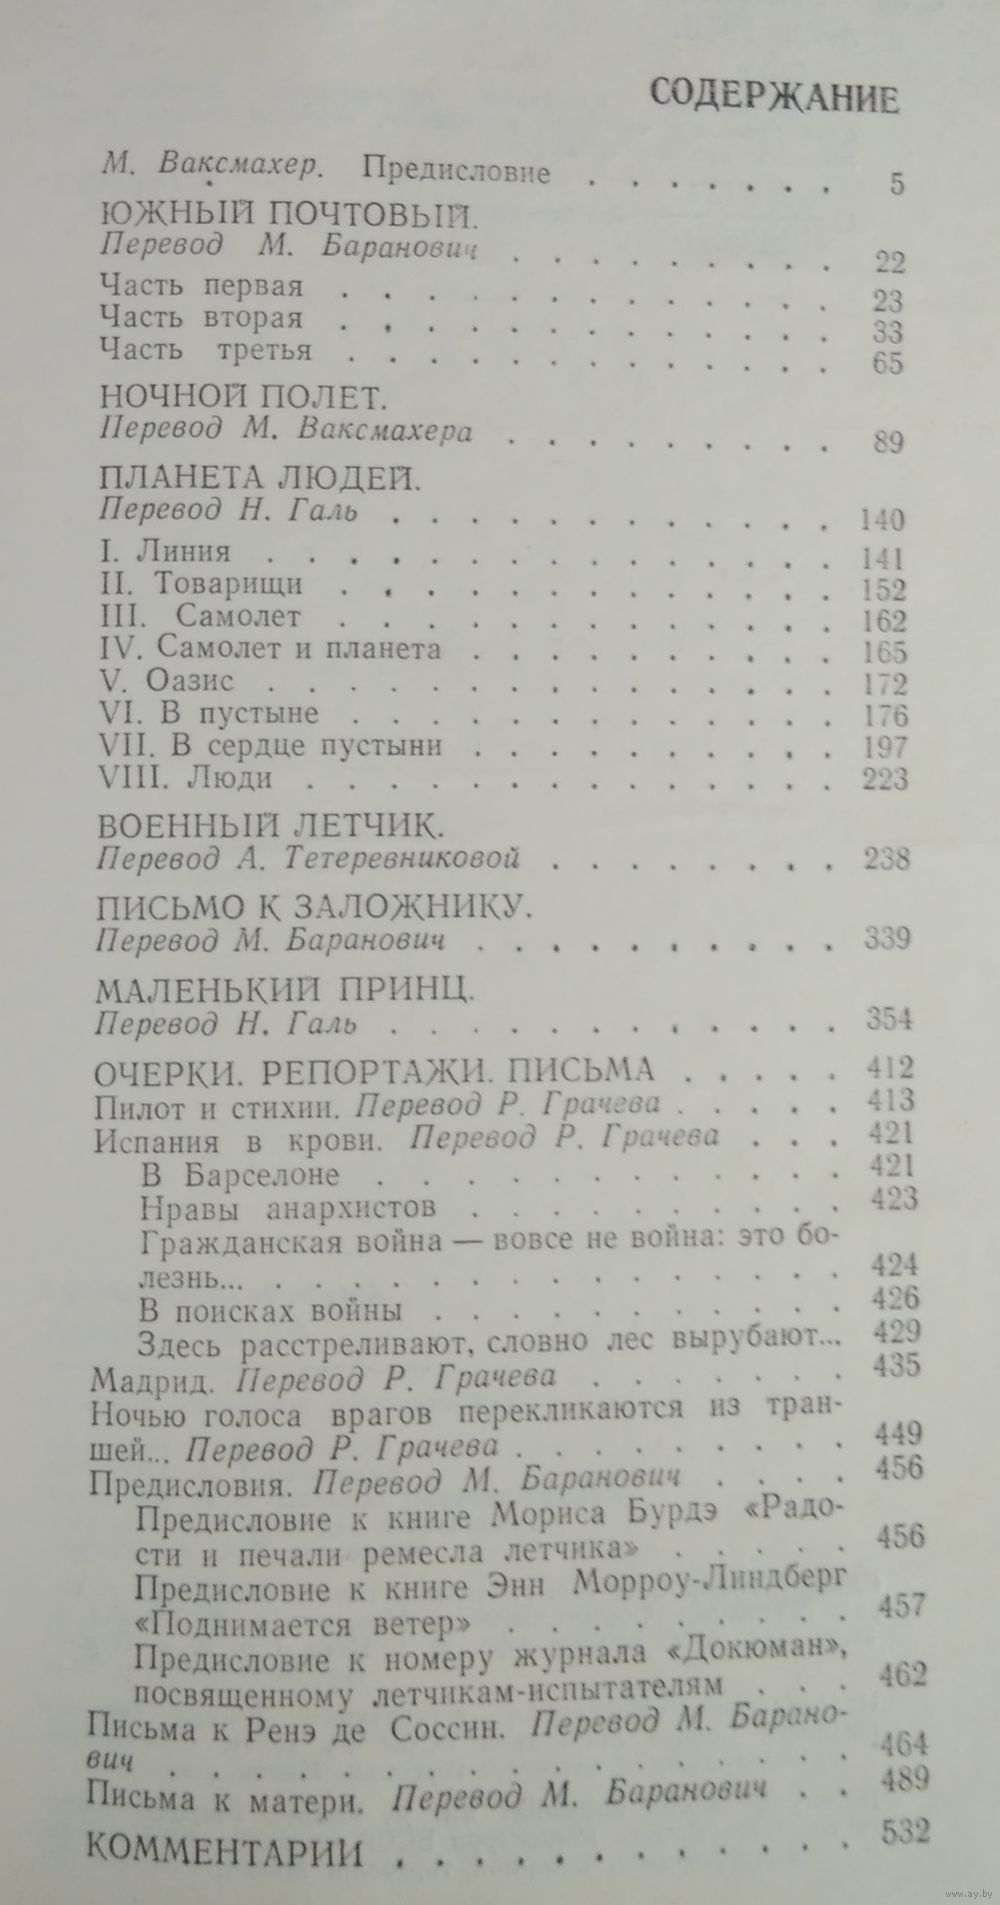 СОДЕРЖАНИЕ
М. Ваксмахер. Предисловие . . . . . . . 5
ЮЖНЫЙ ПОЧТОВЫЙ.
Перевод М. Баранович . . . . . . . . . 22
Часть первая . . . . . . . . . . . . 23
Часть вторая . . . . . . . . . . . . 33
Часть третья . . . . . . . . . . . . 65
НОЧНОЙ ПОЛЕТ.
Перевод М. Ваксмахера . . . . . . . . 89
ПЛАНЕТА ЛЮДЕЙ.
Перевод Н. Галь . . . . . . . . . . . 140
I. Линия . . . . . . . . . . . . . . 141
II. Товарищи . . . . . . . . . . . . 152
III. Самолет . . . . . . . . . . . . 162
IV. Самолет и планета . . . . . . . . . 165
V. Оазис . . . . . . . . . . . . . . 172
VI. В пустыне . . . . . . . . . . . . 176
VII. В сердце пустыни . . . . . . . . . 197
VIII. Люди . . . . . . . . . . . . . 223
ВОЕННЫЙ ЛЕТЧИК.
Перевод А. Тетеревниковой . . . . . . . 238
ПИСЬМО К ЗАЛОЖНИКУ.
Перевод М. Баранович . . . . . . . . . 339
МАЛЕНЬКИЙ ПРИНЦ.
Перевод Н. Галь . . . . . . . . . . . 354
ОЧЕРКИ. РЕПОРТАЖИ. ПИСЬМА . . . . . 412
Пилот и стихии. Перевод Р. Грачева . . . . . 413
Испания в крови. Перевод Р. Грачева . . . 421
В Барселоне . . . . . . . . . . . 421
Нравы анархистов . . . . . . . . . 423
Гражданская война — вовсе не война: это бо-
лезнь... . . . . . . . . . . . . . . 424
В поисках войны . . . . . . . . . . 426
Здесь расстреливают, словно лес вырубают... 429
Мадрид. Перевод Р. Грачева . . . . . . . 435
Ночью голоса врагов перекликаются из тран-
шей... Перевод Р. Грачева . . . . . . . . . 449
Предисловия. Перевод М. Баранович . . . . 456
Предисловие к книге Мориса Бурдэ «Радо-
сти и печали ремесла летчика» . . . . . 456
Предисловие к книге Энн Морроу-Линдберг
«Поднимается ветер» . . . . . . . . . 457
Предисловие к номеру журнала «Докюман»,
посвященному летчикам-испытателям . . . 462
Письма к Ренэ де Соссин. Перевод М. Барано-
вич . . . . . . . . . . . . . . . . 464
Письма к матери. Перевод М. Баранович . . 489
КОММЕНТАРИИ . . . . . . . . . . . . 532
www.ay.by